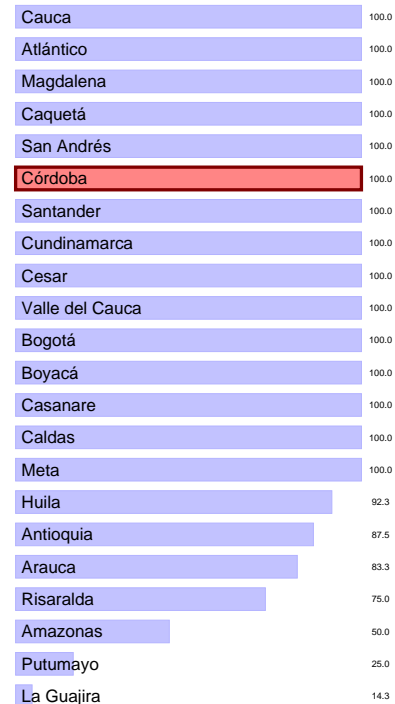 Cauca 100.0
Atlántico 100.0
Magdalena 100.0
Caquetá 100.0
San Andrés 100.0
Córdoba 100.0
Santander 100.0
Cundinamarca 100.0
Cesar 100.0
Valle del Cauca 100.0
Bogotá 100.0
Boyacá 100.0
Casanare 100.0
Caldas 100.0
Meta 100.0
Huila 92.3
Antioquia 87.5
Arauca 83.3
Risaralda 75.0
Amazonas 50.0
Putumayo 25.0
La Guajira 14.3